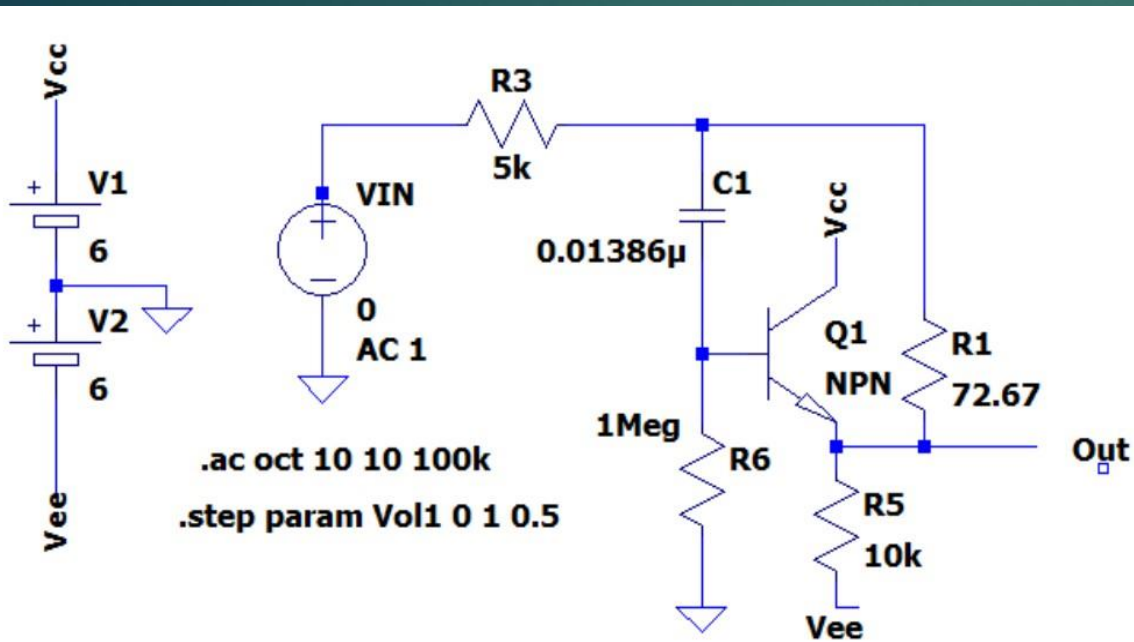 Vcc
R3
5k
+
V1
VIN
C1
Vcc
6
0.01386µ
+
V2
0
Q1
R1
6
AC 1
NPN
72.67
1Meg
R6
Out
.ac oct 10 10 100k
.step param Vol1 0 1 0.5
R5
10k
Vee
Vee